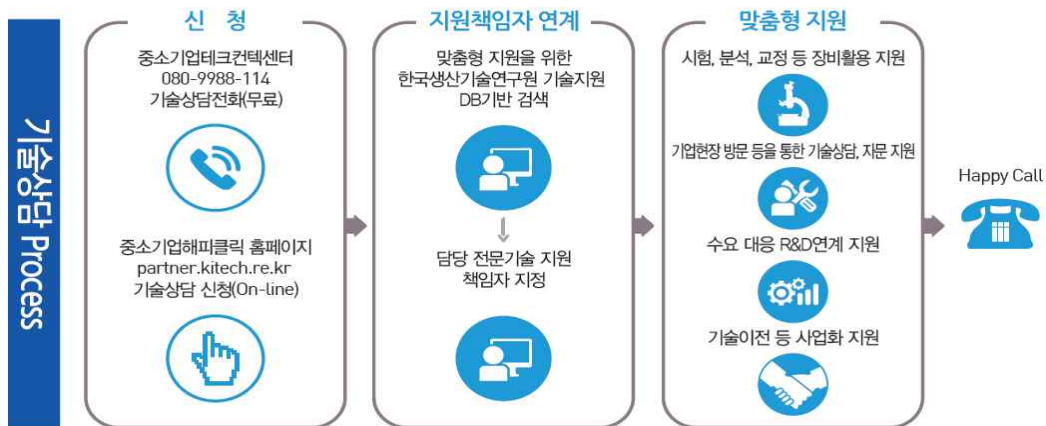 기술상담 Process
신 청
중소기업테크컨텍센터
080-9988-114
기술상담전화(무료)
중소기업해피클릭 홈페이지
partner.kitech.re.kr
기술상담 신청(On-line)
지원책임자 연계
맞춤형 지원을 위한
한국생산기술연구원 기술지원
DB기반 검색
담당 전문기술 지원
책임자 지정
맞춤형 지원
시험, 분석, 교정 등 장비활용 지원
기업현장 방문 등을 통한 기술상담, 자문 지원
수요 대응 R&D연계 지원
기술이전 등 사업화 지원
Happy Call